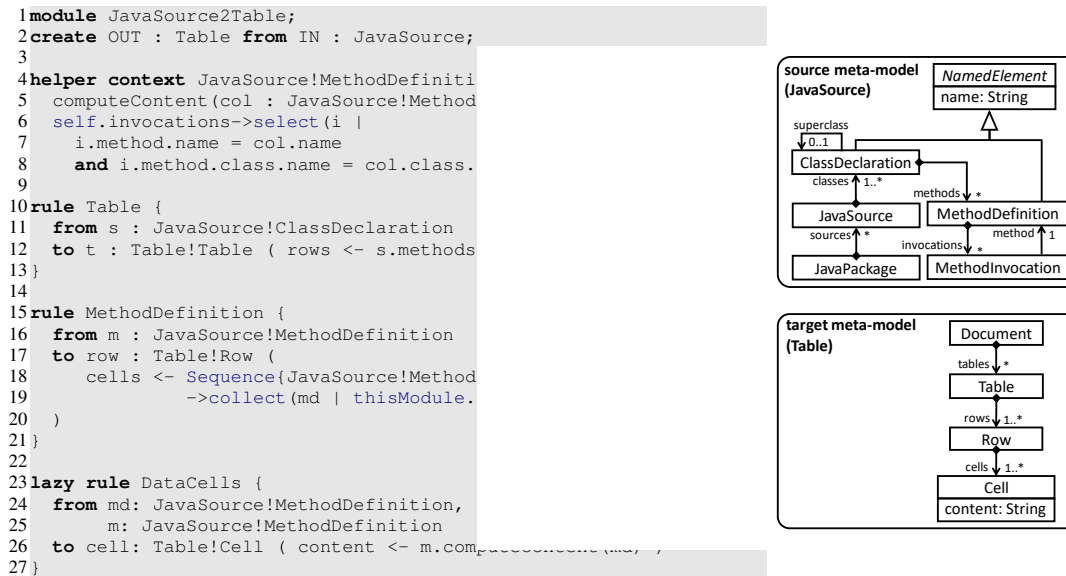 1 module JavaSource2Table;
2 create OUT : Table from IN : JavaSource;
3
4 helper context JavaSource!MethodDefiniti
5 computeContent(col : JavaSource!Method
6 self.invocations->select(i |
7 i.method.name = col.name
8 and i.method.class.name = col.class.
9
10 rule Table {
11 from s : JavaSource!ClassDeclaration
12 to t : Table!Table ( rows <- s.methods
13 }
14
15 rule MethodDefinition {
16 from m : JavaSource!MethodDefinition
17 to row : Table!Row (
18 cells <- Sequence{JavaSource!Method
19 ->collect(md | thisModule.
20 )
21 }
22
23 lazy rule DataCells {
24 from md: JavaSource!MethodDefinition,
25 m: JavaSource!MethodDefinition
26 to cell: Table!Cell ( content <- m.
27 }
source meta-model
(JavaSource)
NamedElement
name: String
superclass
0..1
ClassDeclaration
classes 1..*
methods *
JavaSource
MethodDefinition
sources *
method 1
invocations *
JavaPackage
MethodInvocation
target meta-model
(Table)
Document
tables *
Table
rows 1..*
Row
cells 1..*
Cell
content: String